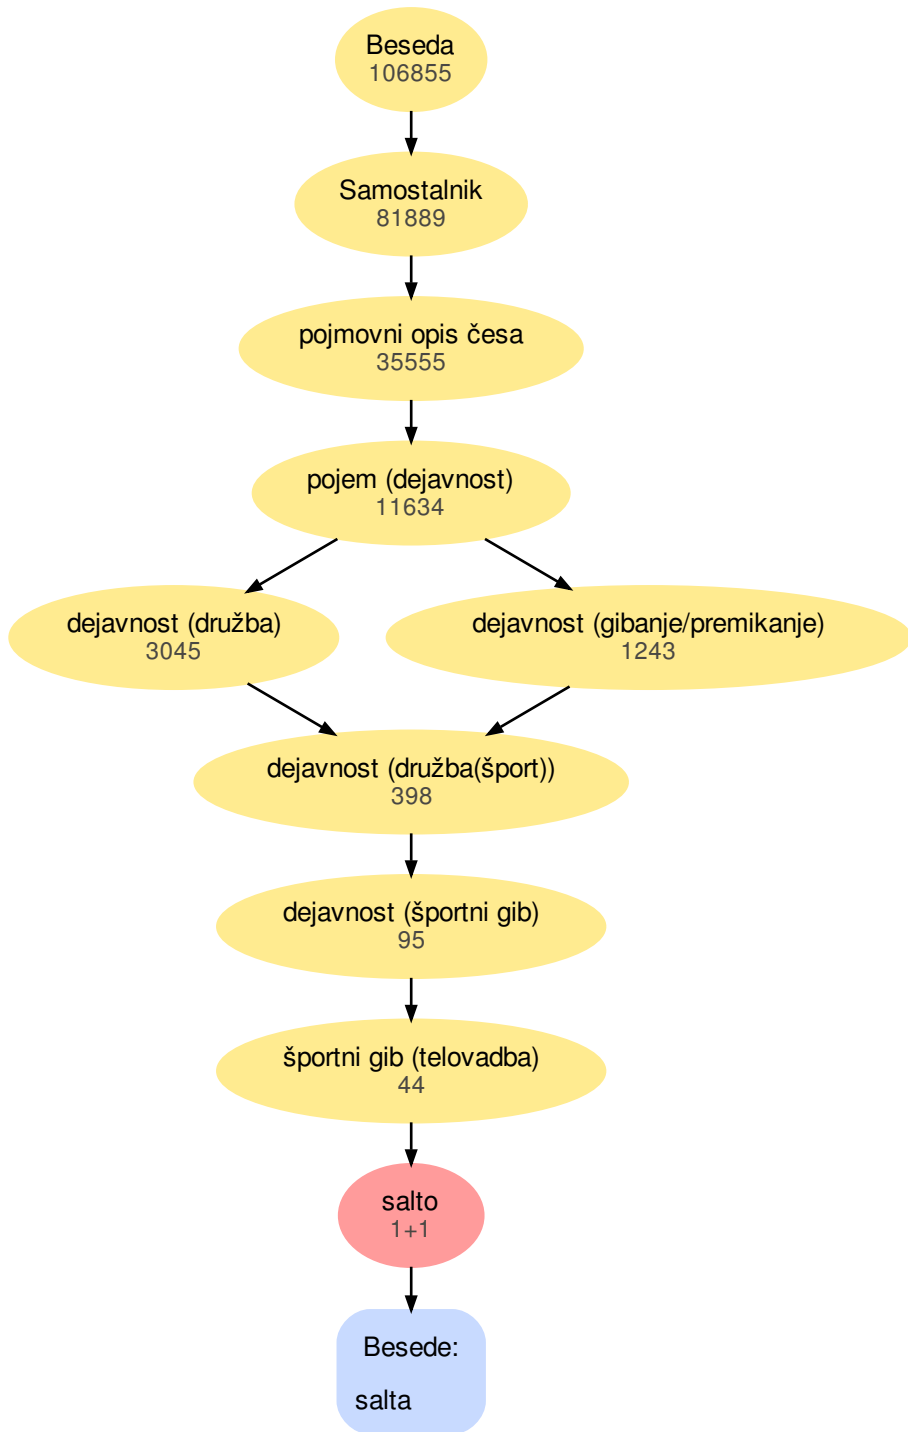 Beseda
106855
Samostalnik
81889
pojmovni opis česa
35555
pojem (dejavnost)
11634
dejavnost (družba)
3045
dejavnost (gibanje/premikanje)
1243
dejavnost (družba(šport))
398
dejavnost (športni gib)
95
športni gib (telovadba)
44
salto
1+1
Besede:
salta